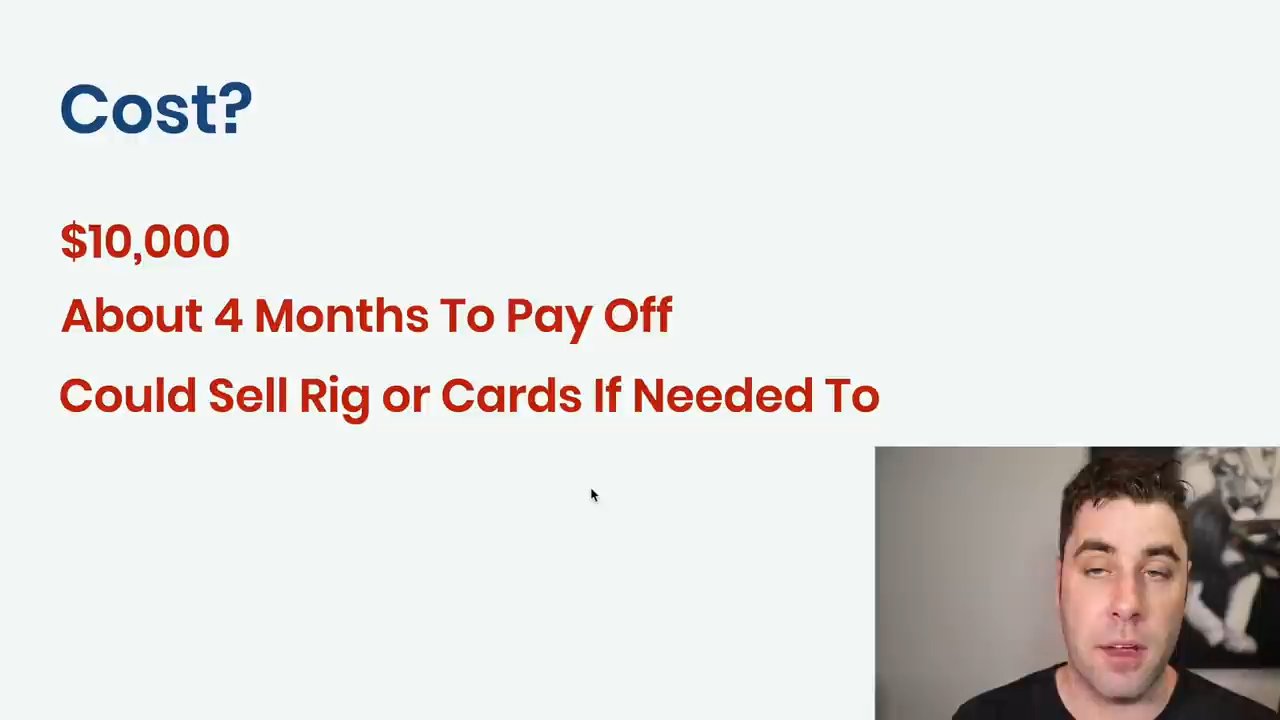 Cost?
$10,000
About 4 Months To Pay Off
Could Sell Rig or Cards If Needed To